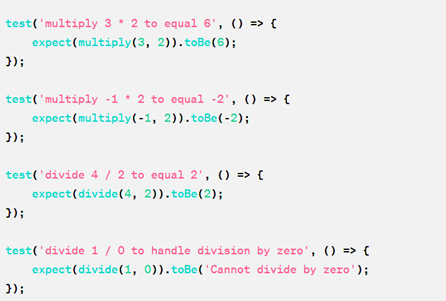 test('multiply 3 * 2 to equal 6', () => {
    expect(multiply(3, 2)).toBe(6);
});

test('multiply -1 * 2 to equal -2', () => {
    expect(multiply(-1, 2)).toBe(-2);
});

test('divide 4 / 2 to equal 2', () => {
    expect(divide(4, 2)).toBe(2);
});

test('divide 1 / 0 to handle division by zero', () => {
    expect(divide(1, 0)).toBe('Cannot divide by zero');
});